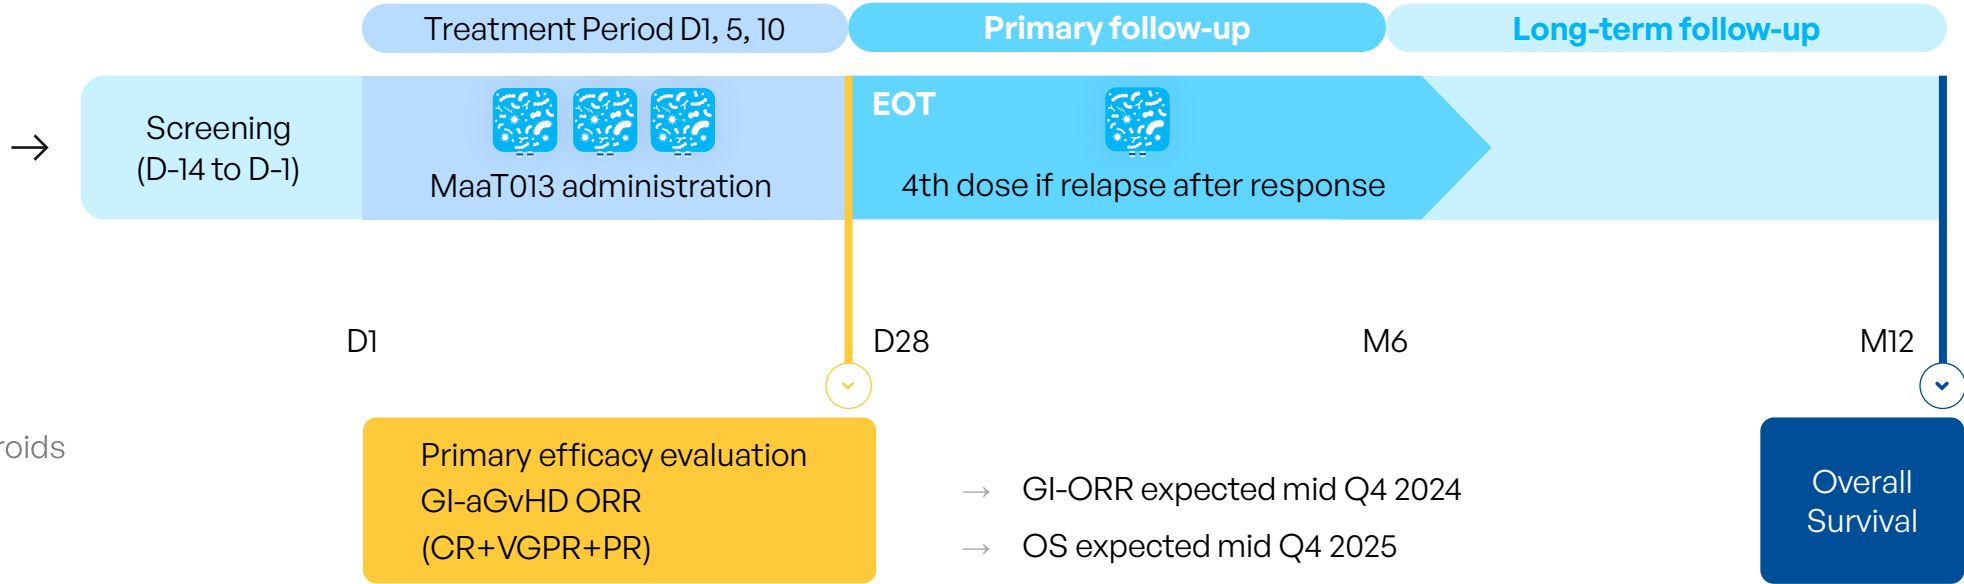 Treatment Period D1, 5, 10
Primary follow-up
Long-term follow-up
→
Screening
(D-14 to D-1)
MaaT013 administration
EOT
4th dose if relapse after response
D1
D28
M6
M12
roids
Primary efficacy evaluation
GI-aGvHD ORR
(CR+VGPR+PR)
→ GI-ORR expected mid Q4 2024
→ OS expected mid Q4 2025
Overall
Survival